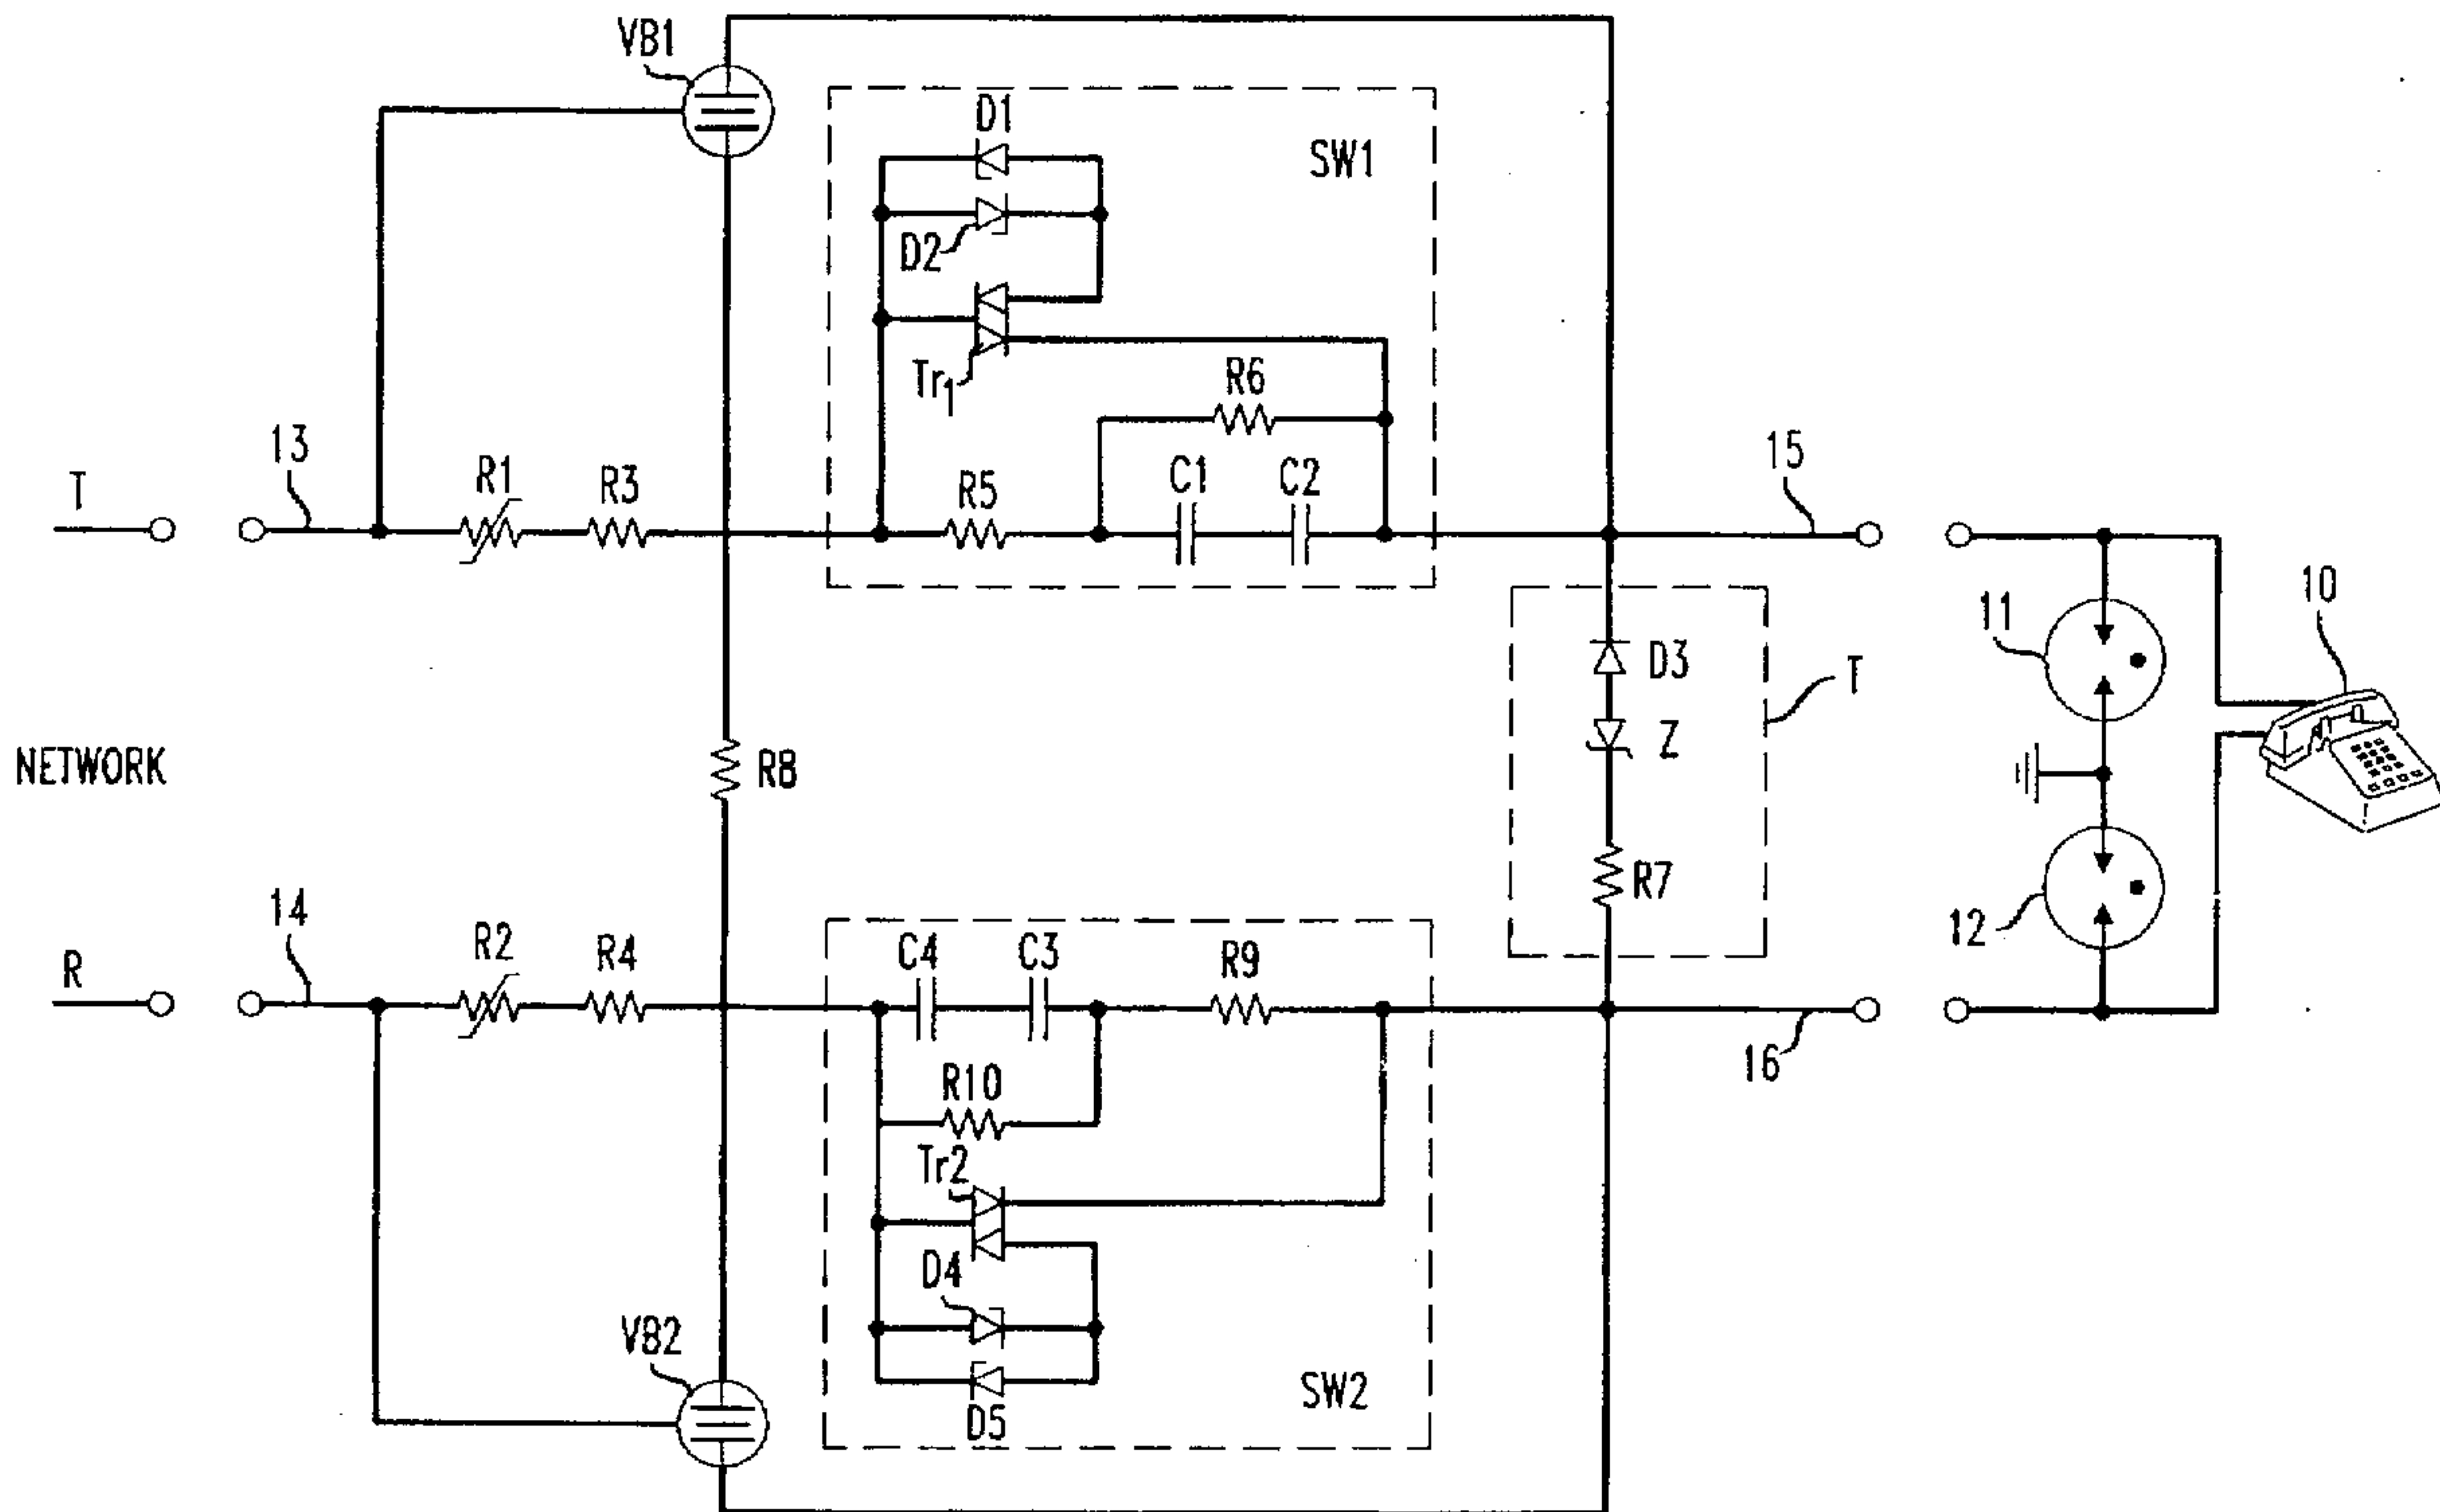 VB1
D1
SW1
D2
Tr1
R6
T
13
R1
R3
R5
C1
C2
15
11
10
D3
T
Z
NETWORK
R8
R7
12
R
14
R2
R4
C4
C3
R9
16
R10
Tr2
D4
VB2
D5
SW2